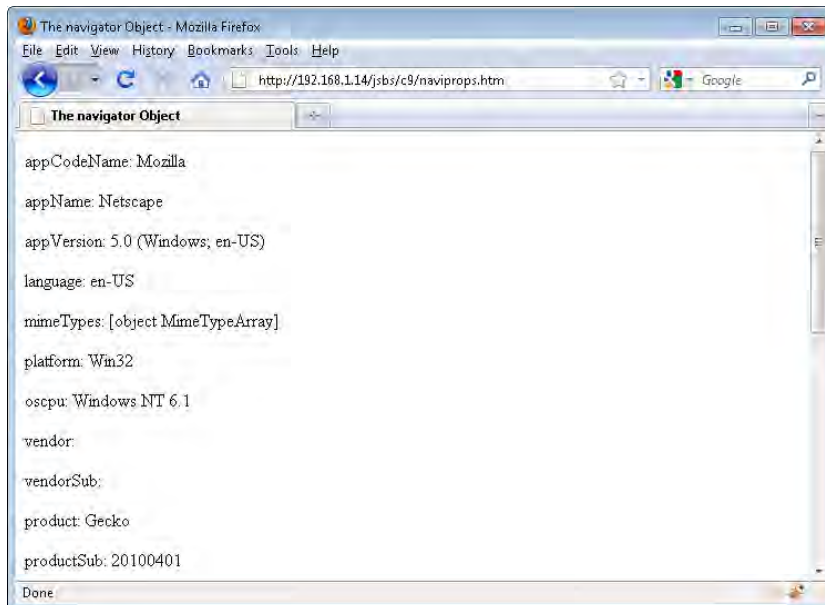 The navigator Object - Mozilla Firefox
File Edit View History Bookmarks Tools Help
http://192.168.1.14/jsbs/c9/naviprops.htm
Google
The navigator Object
appCodeName: Mozilla
appName: Netscape
appVersion: 5.0 (Windows; en-US)
language: en-US
mimeTypes: [object MimeTypeArray]
platform: Win32
oscpu: Windows NT 6.1
vendor:
vendorSub:
product: Gecko
productSub: 20100401
Done